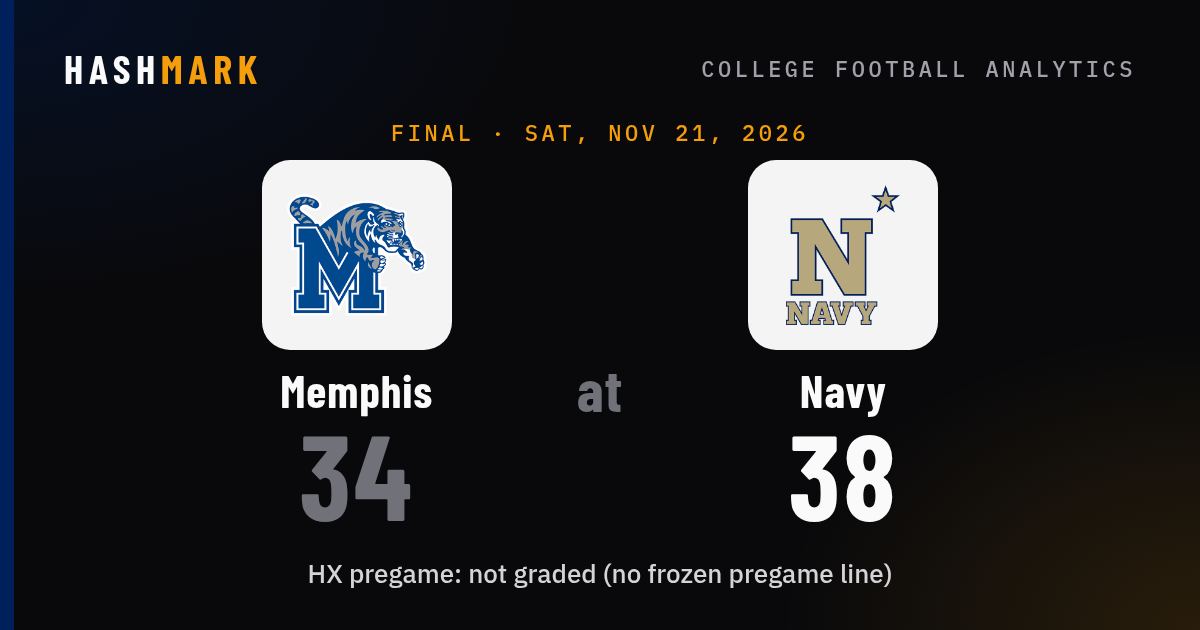 HASHMARK
COLLEGE FOOTBALL ANALYTICS
FINAL · SAT, NOV 21, 2026
M
N
NAVY
Memphis
at
Navy
34
38
HX pregame: not graded (no frozen pregame line)